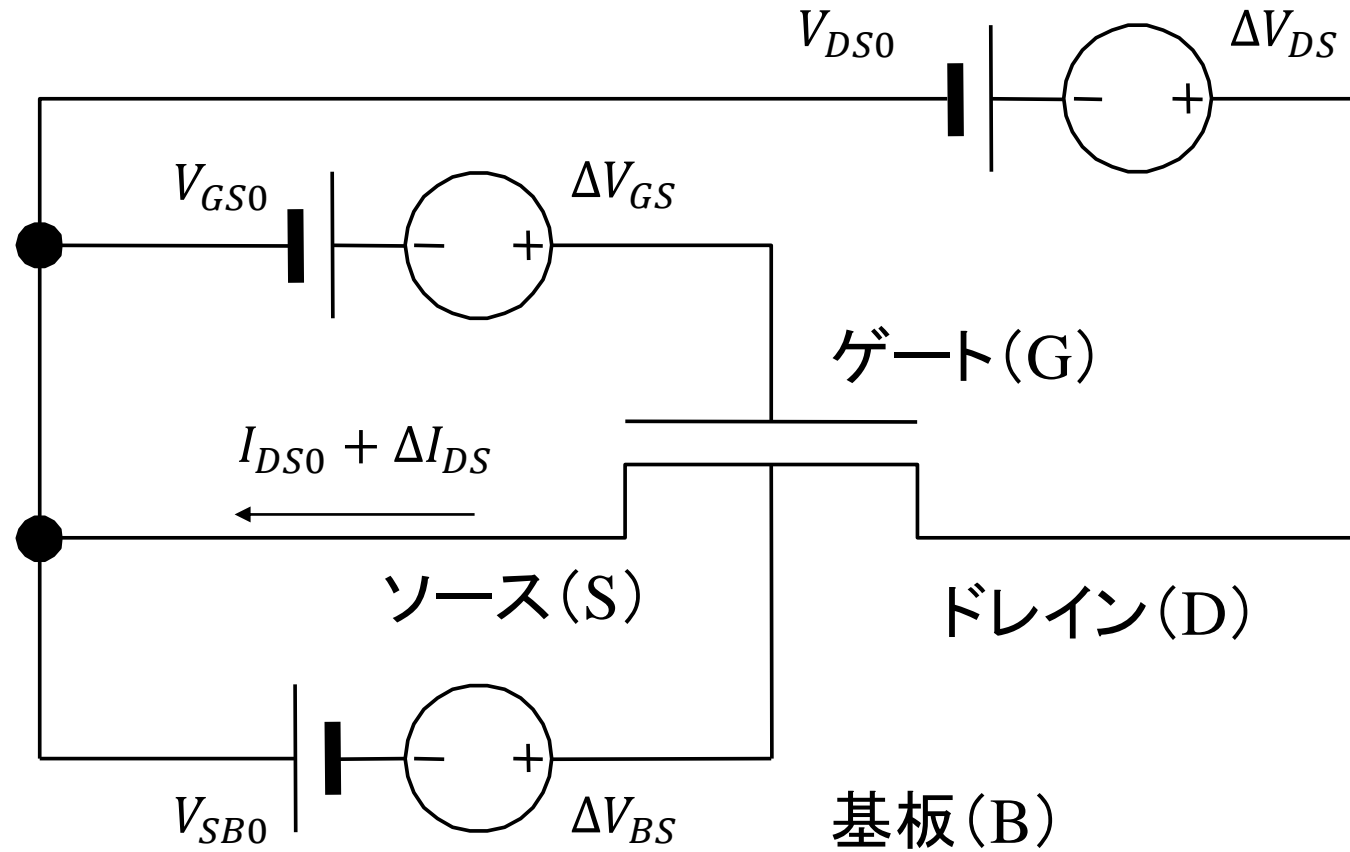 V_{DS0}
ΔV_{DS}
− +
V_{GS0}
ΔV_{GS}
− +
ゲート(G)
I_{DS0} + ΔI_{DS}
ソース(S)
ドレイン(D)
− +
V_{SB0}
ΔV_{BS}
基板(B)